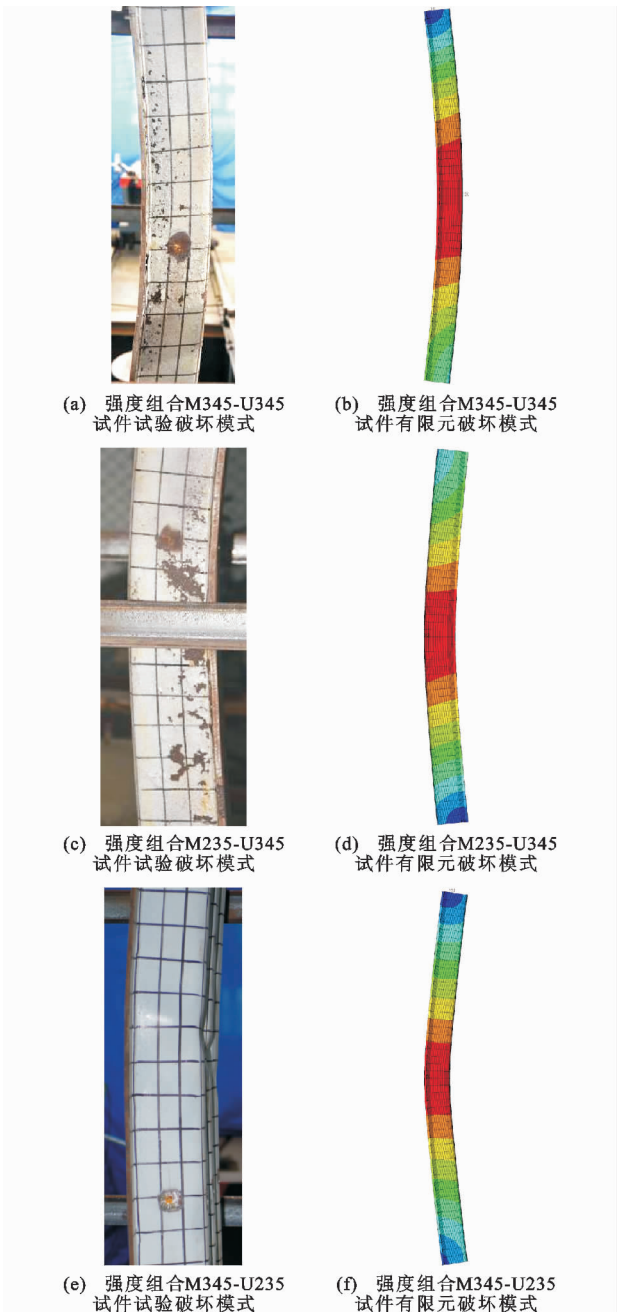 (a) 强度组合M345-U345
试件试验破坏模式
(b) 强度组合M345-U345
试件有限元破坏模式
(c) 强度组合M235-U345
试件试验破坏模式
(d) 强度组合M235-U345
试件有限元破坏模式
(e) 强度组合M345-U235
试件试验破坏模式
(f) 强度组合M345-U235
试件有限元破坏模式